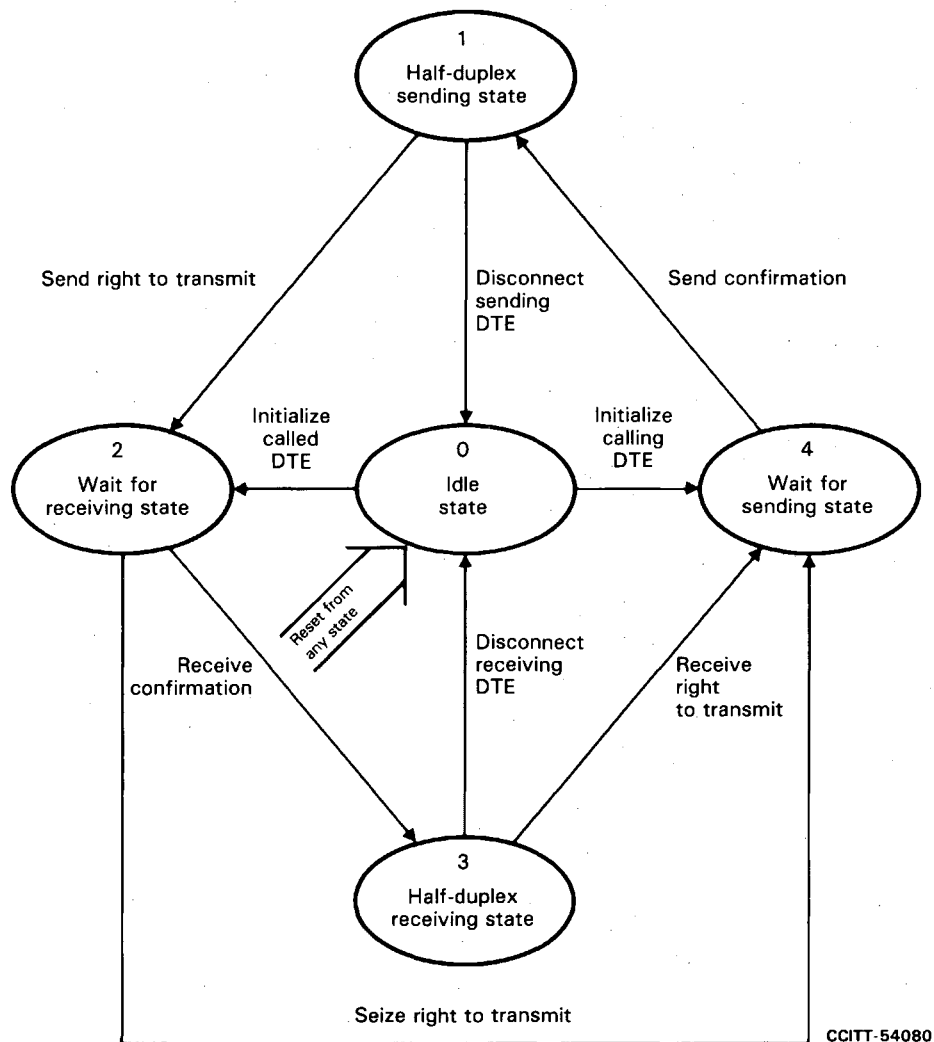 1
Half-duplex
sending state
Send right to transmit
Disconnect
sending
DTE
Send confirmation
Initialize
called
DTE
Initialize
calling
DTE
2
Wait for
receiving state
0
Idle
state
4
Wait for
sending state
Reset from
any state
Receive
confirmation
Disconnect
receiving
DTE
Receive
right
to transmit
3
Half-duplex
receiving state
Seize right to transmit
CCITT-54080